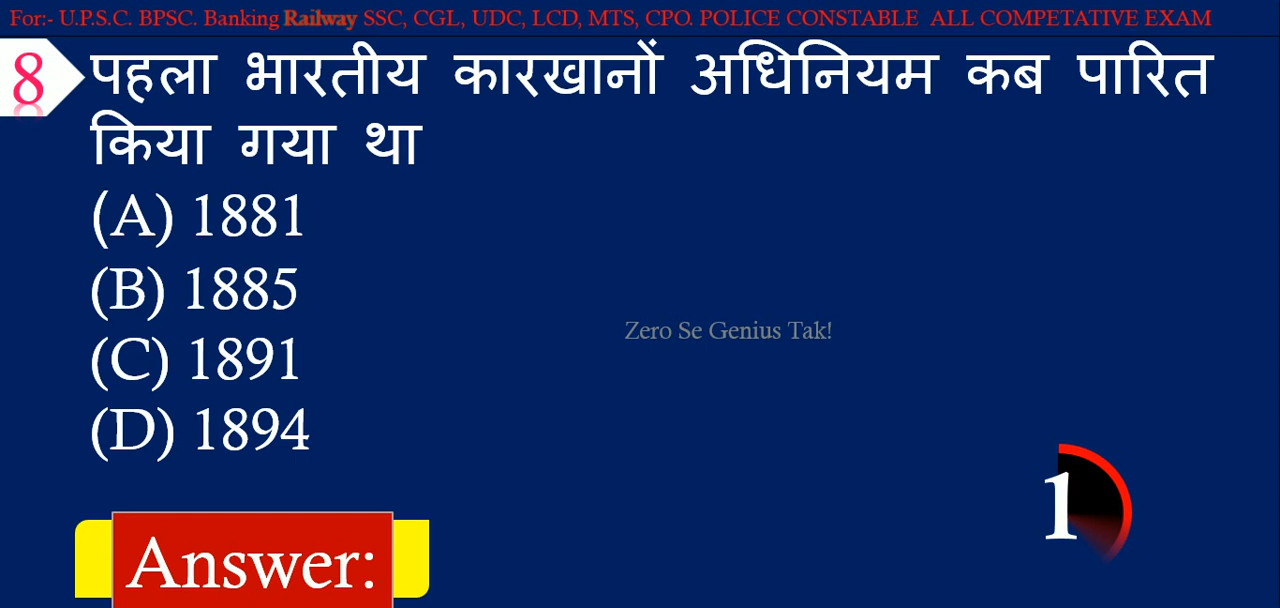 For:- U.P.S.C. BPSC. Banking Railway SSC, CGL, UDC, LCD, MTS, CPO. POLICE CONSTABLE ALL COMPETATIVE EXAM
8 पहला भारतीय कारखानों अधिनियम कब पारित
किया गया था
(A) 1881
(B) 1885
Zero Se Genius Tak!
(C) 1891
(D) 1894
1
Answer: